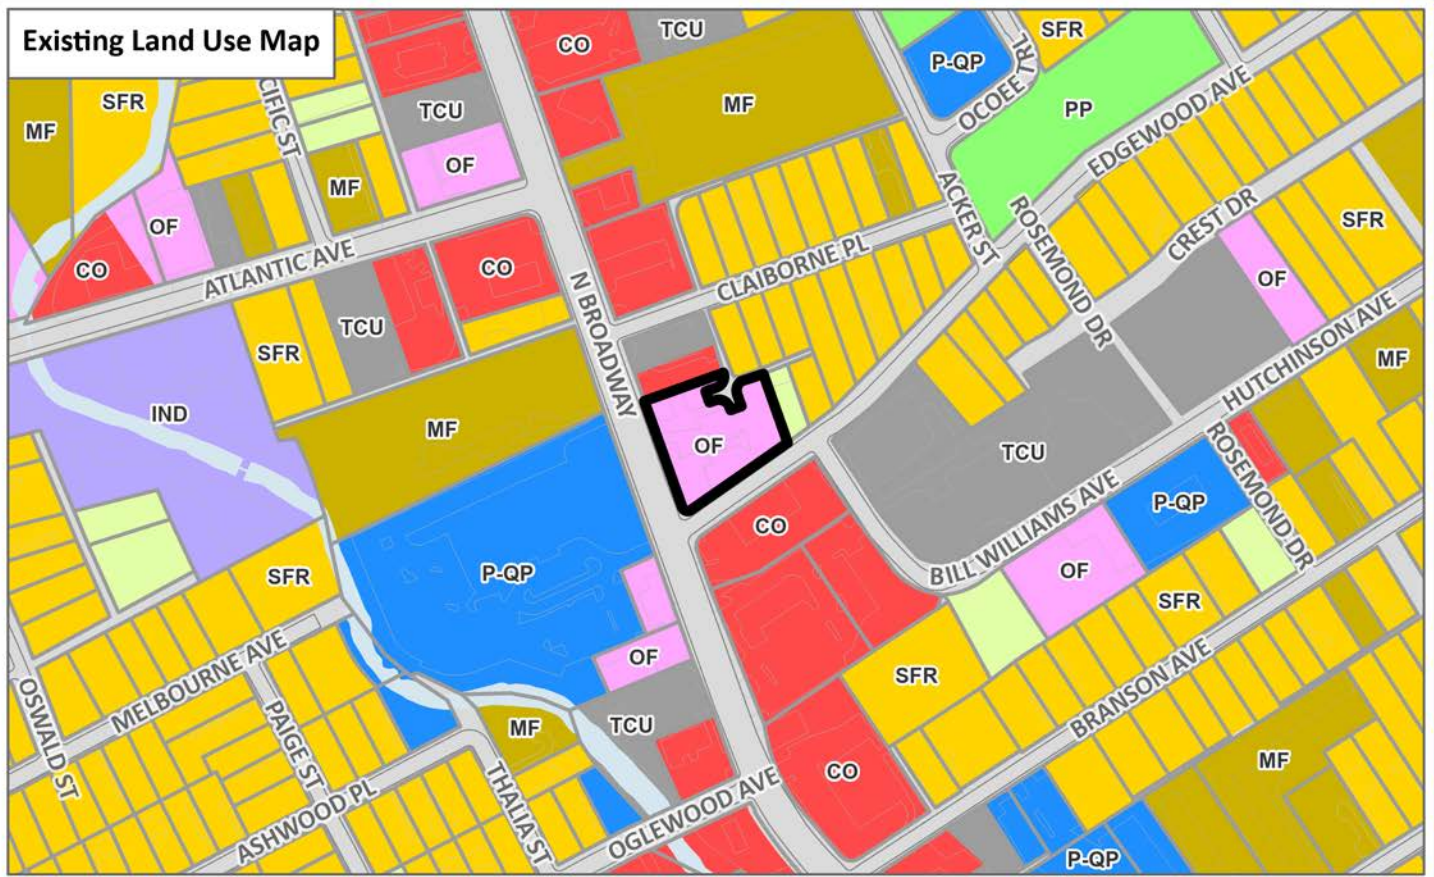 Existing Land Use Map
CO
TCU
SFR
P-QP
OCOEE TRL
SFR
CIFIC ST
TCU
MF
PP
MF
EDGEWOOD AVE
OF
MF
ACKER ST
ROSEMOND DR
CREST DR
SFR
OF
CO
ATLANTIC AVE
CO
N BROADWAY
CLAIBORNE PL
OF
TCU
SFR
HUTCHINSON AVE
MF
IND
MF
OF
TCU
ROSEMOND DR
P-QP
CO
BILL WILLIAMS AVE
P-QP
SFR
OF
SFR
OF
SFR
MELBOURNE AVE
BRANSON AVE
OSWALD ST
PAIGE ST
MF
TCU
CO
MF
THALIA ST
ASHWOOD PL
OGLEWOOD AVE
P-QP